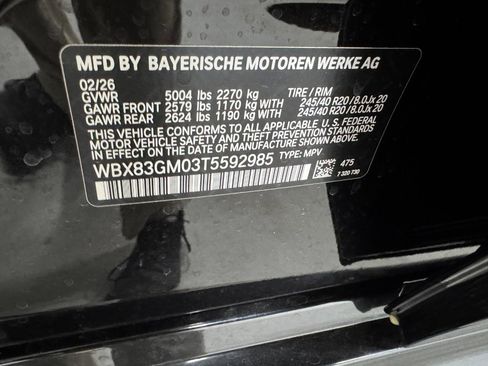 MFD BY BAYERISCHE MOTOREN WERKE AG
02/26
GVWR 5004 lbs 2270 kg TIRE / RIM
GAWR FRONT 2579 lbs 1170 kg WITH 245/40 R20 / 8.0Jx 20
GAWR REAR 2624 lbs 1190 kg WITH 245/40 R20 / 8.0Jx 20
THIS VEHICLE CONFORMS TO ALL APPLICABLE U.S. FEDERAL
MOTOR VEHICLE SAFETY AND THEFT PREVENTION STANDARDS
IN EFFECT ON THE DATE OF MANUFACTURE SHOWN ABOVE.
WBX83GM03T5592985 TYPE: MPV
475
7 320 730